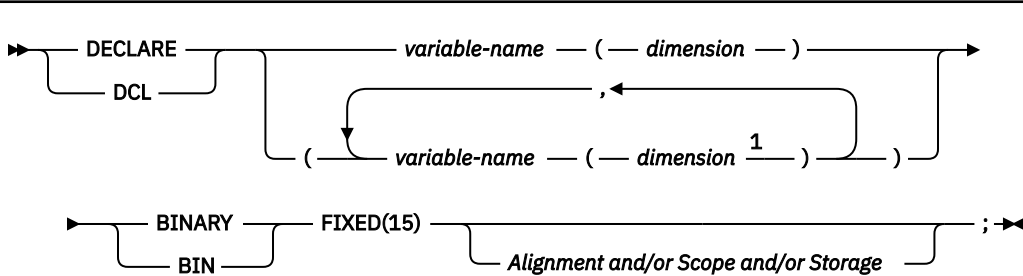 DECLARE variable-name ( dimension )
DCL
,
( variable-name ( dimension 1 ) )
BINARY FIXED(15) ;
BIN Alignment and/or Scope and/or Storage